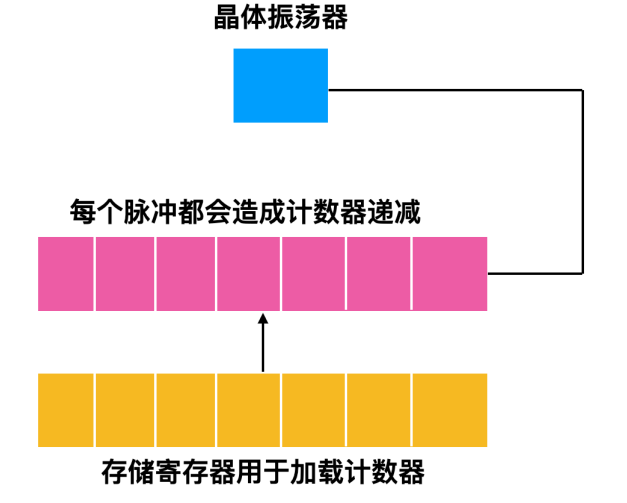 晶体振荡器
每个脉冲都会造成计数器递减
存储寄存器用于加载计数器